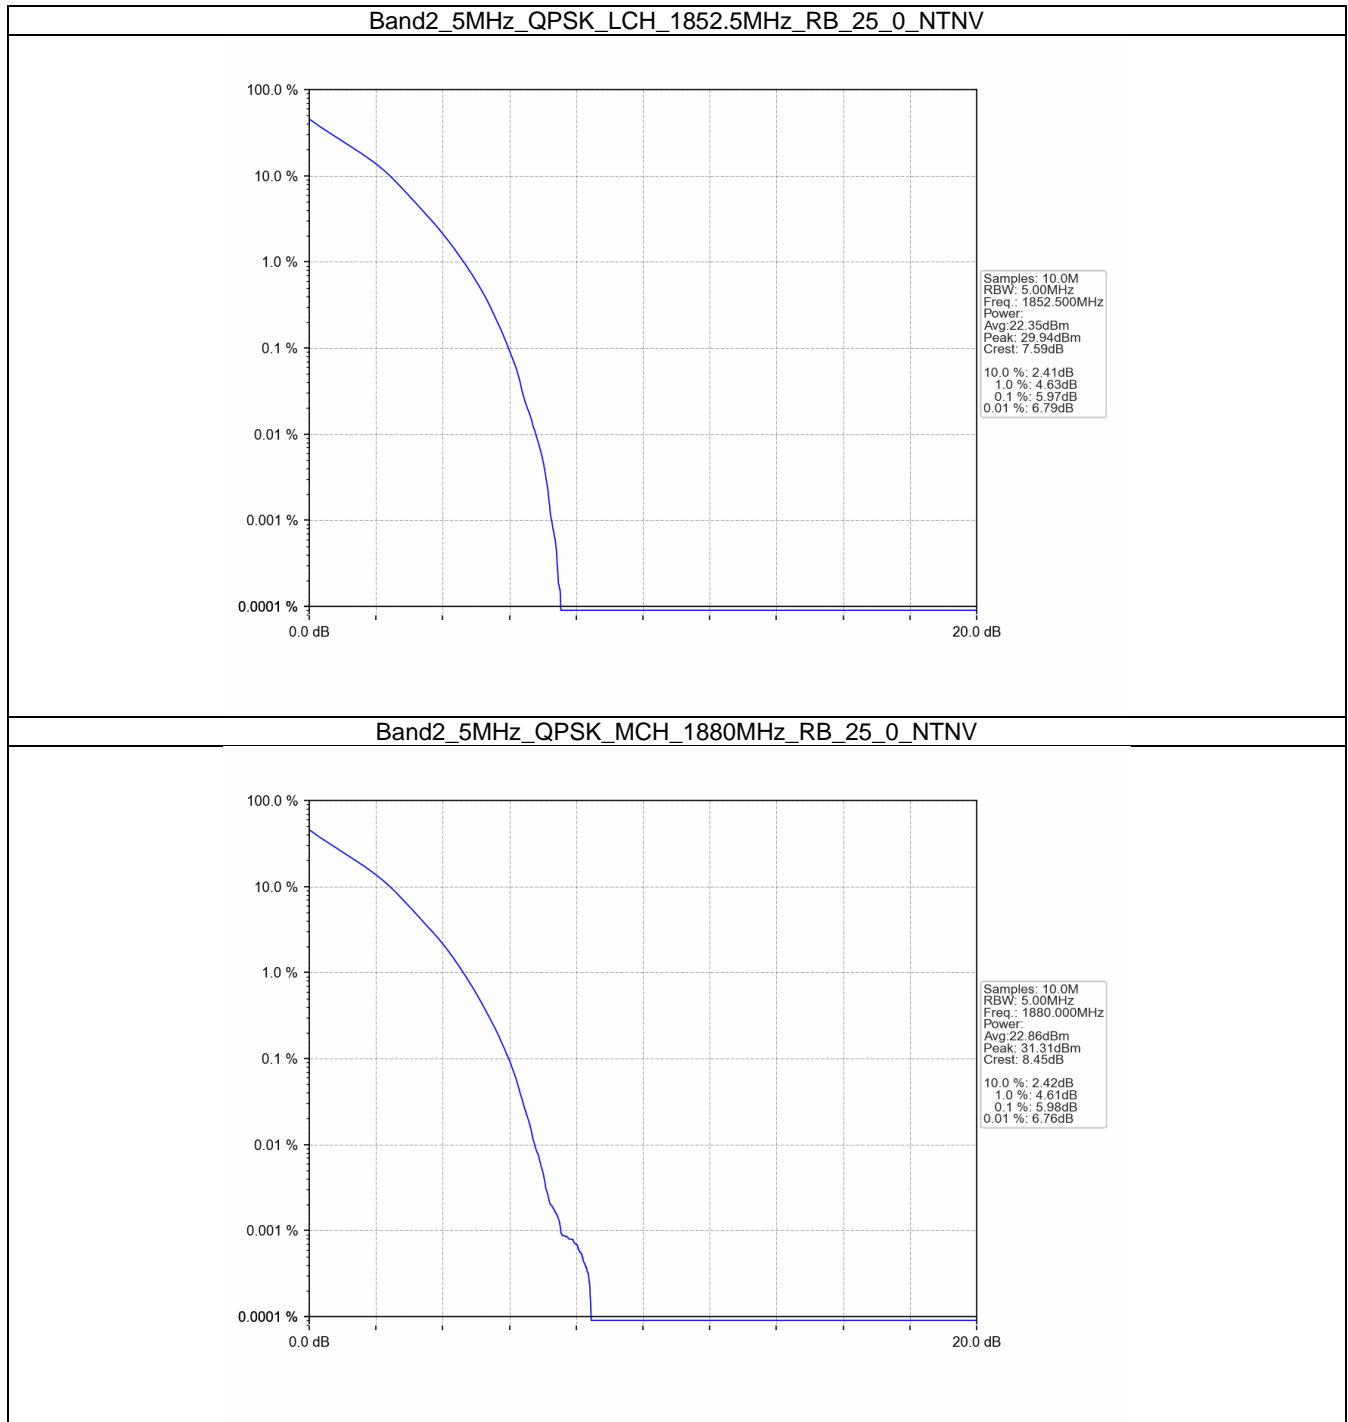 Band2_5MHz_QPSK_LCH_1852.5MHz_RB_25_0_NTNV
100.0 %
10.0 %
1.0 %
0.1 %
0.01 %
0.001 %
0.0001 %
0.0 dB
20.0 dB
Samples: 10.0M
RBW: 5.00MHz
Freq.: 1852.500MHz
Power:
Avg:22.35dBm
Peak: 29.94dBm
Crest: 7.59dB
10.0 %: 2.41dB
1.0 %: 4.63dB
0.1 %: 5.97dB
0.01 %: 6.79dB
Band2_5MHz_QPSK_MCH_1880MHz_RB_25_0_NTNV
100.0 %
10.0 %
1.0 %
0.1 %
0.01 %
0.001 %
0.0001 %
0.0 dB
20.0 dB
Samples: 10.0M
RBW: 5.00MHz
Freq.: 1880.000MHz
Power:
Avg:22.86dBm
Peak: 31.31dBm
Crest: 8.45dB
10.0 %: 2.42dB
1.0 %: 4.61dB
0.1 %: 5.98dB
0.01 %: 6.76dB